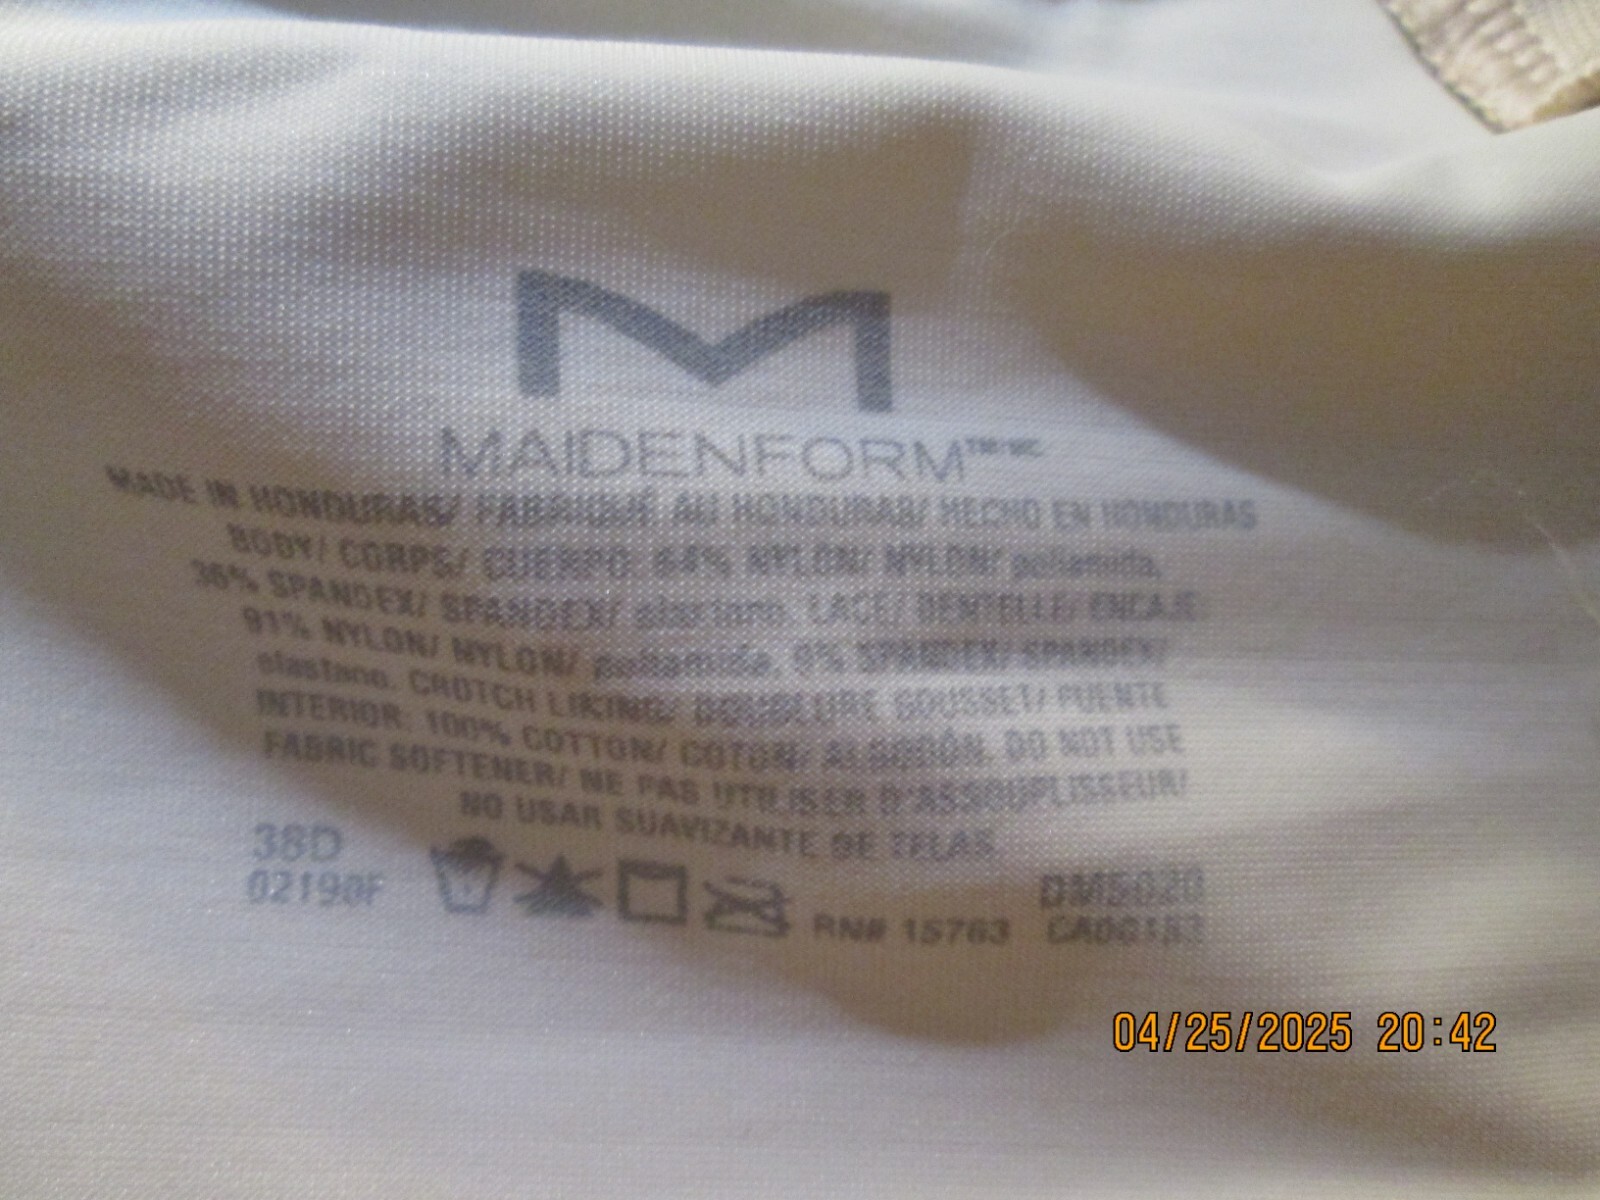 MAIDENFORM™
MADE IN HONDURAS/ FABRIQUÉ AU HONDURAS/ HECHO EN HONDURAS
BODY/ CORPS/ CUERPO: 64% NYLON/ NYLON/ poliamida,
36% SPANDEX/ SPANDEX/ elastano. LACE/ DENTELLE/ ENCAJE:
91% NYLON/ NYLON/ poliamida, 9% SPANDEX/ SPANDEX/
elastano. CROTCH LINING/ DOUBLURE GOUSSET/ PUENTE
INTERIOR: 100% COTTON/ COTON/ ALGODÓN. DO NOT USE
FABRIC SOFTENER/ NE PAS UTILISER D'ASSOUPLISSEUR/
NO USAR SUAVIZANTE DE TELAS.
38D
02190F
RN# 15763
DM5020
CA00153
04/25/2025 20:42